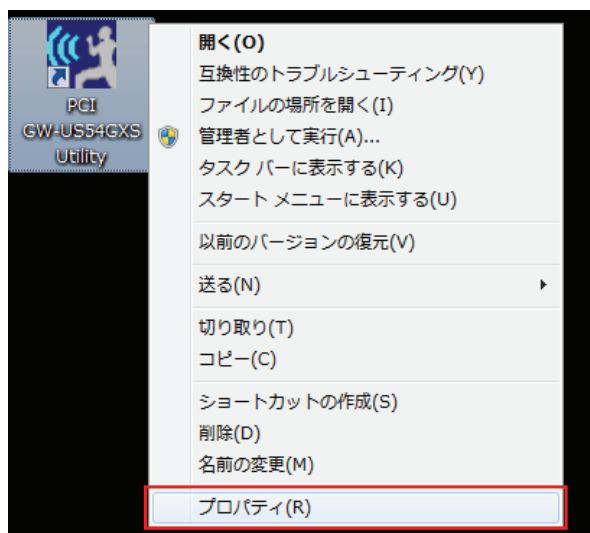 PCI
GW-US54GXS
Utility
開く(O)
互換性のトラブルシューティング(Y)
ファイルの場所を開く(I)
管理者として実行(A)...
タスク バーに表示する(K)
スタート メニューに表示する(U)
以前のバージョンの復元(V)
送る(N)
切り取り(T)
コピー(C)
ショートカットの作成(S)
削除(D)
名前の変更(M)
プロパティ(R)